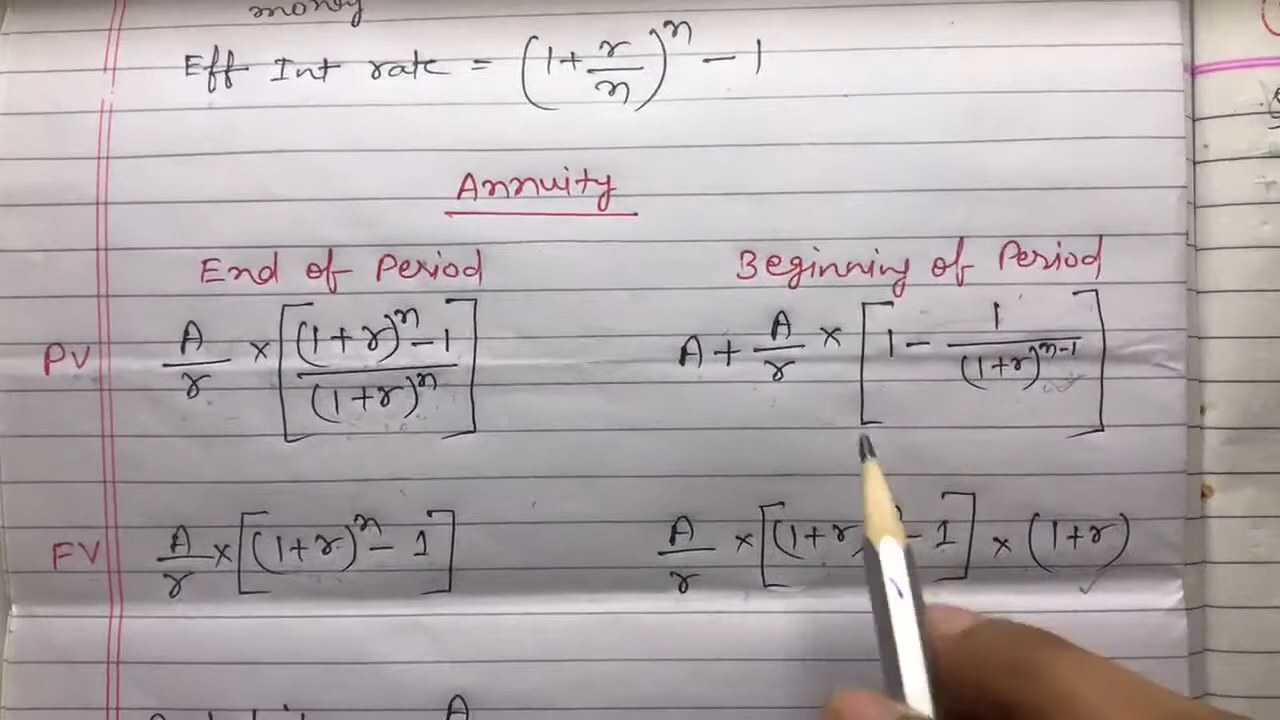 money
Eff Int rate = (1+r/n)^n - 1
Annuity
End of Period Beginning of Period
PV A/r × [((1+r)^n - 1)/(1+r)^n] A + A/r × [1 - 1/(1+r)^(n-1)]
FV A/r × [(1+r)^n - 1] A/r × [(1+r) - 1] × (1+r)
A